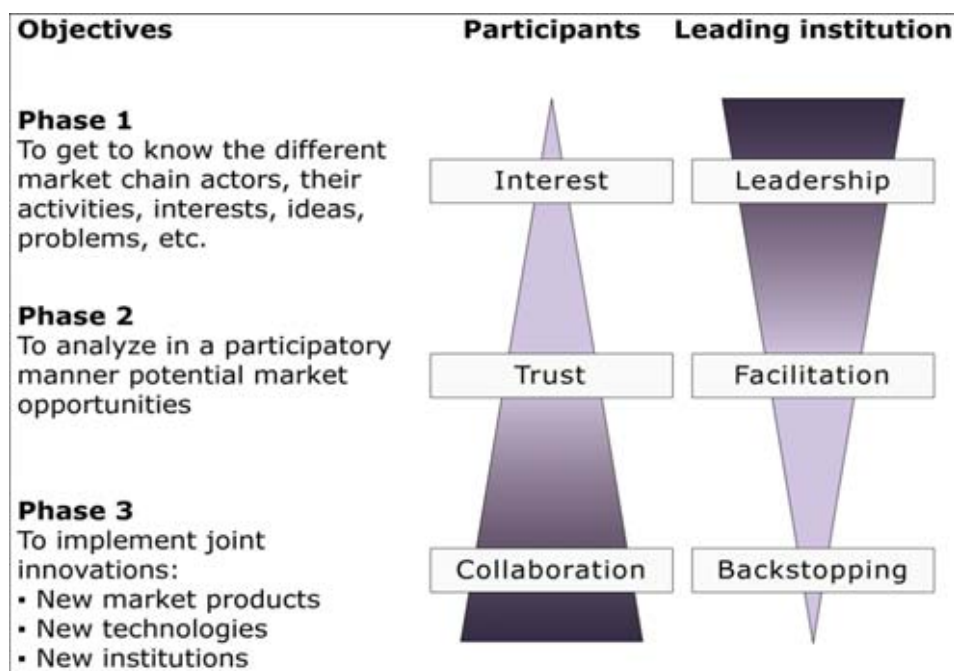 Objectives Participants Leading institution
Phase 1
To get to know the different
market chain actors, their
activities, interests, ideas,
problems, etc.
Interest Leadership
Phase 2
To analyze in a participatory
manner potential market
opportunities
Trust Facilitation
Phase 3
To implement joint
innovations:
▪ New market products
▪ New technologies
▪ New institutions
Collaboration Backstopping